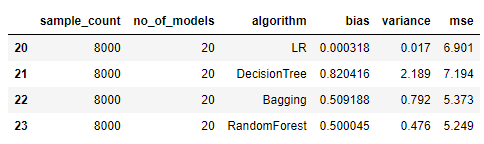 sample_count no_of_models algorithm bias variance mse
20 8000 20 LR 0.000318 0.017 6.901
21 8000 20 DecisionTree 0.820416 2.189 7.194
22 8000 20 Bagging 0.509188 0.792 5.373
23 8000 20 RandomForest 0.500045 0.476 5.249